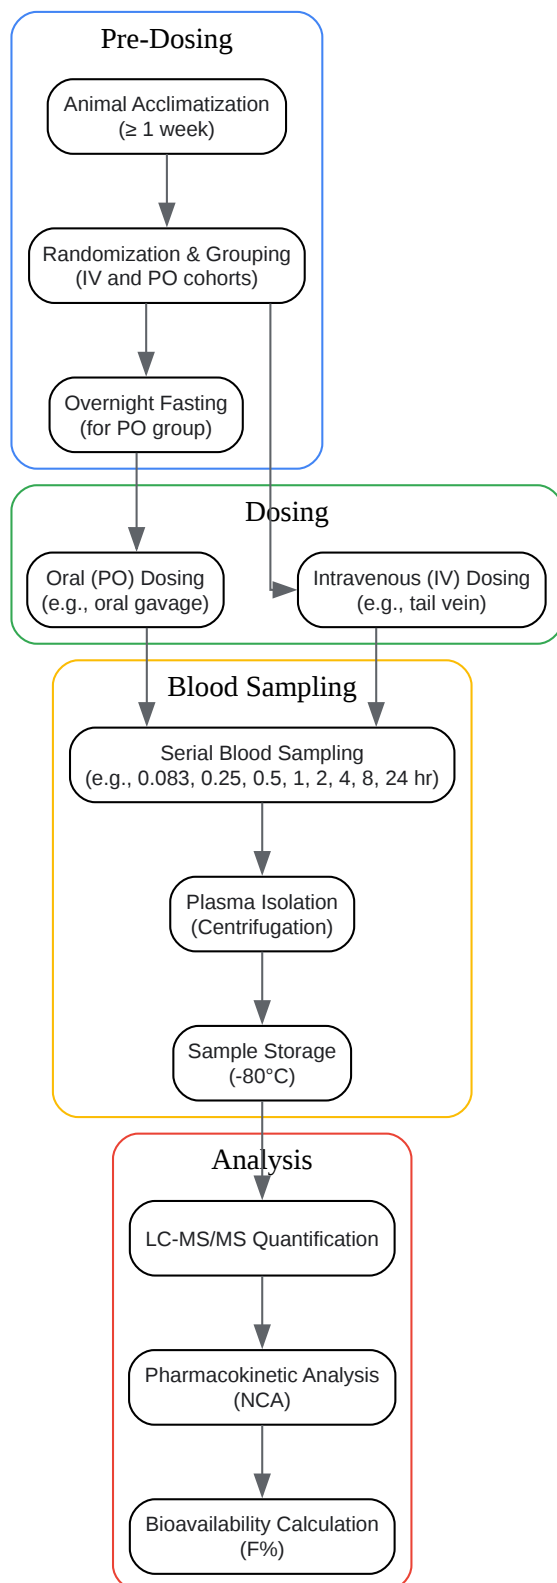 Pre-Dosing
Animal Acclimatization
(≥ 1 week)
Randomization & Grouping
(IV and PO cohorts)
Overnight Fasting
(for PO group)
Dosing
Oral (PO) Dosing
(e.g., oral gavage)
Intravenous (IV) Dosing
(e.g., tail vein)
Blood Sampling
Serial Blood Sampling
(e.g., 0.083, 0.25, 0.5, 1, 2, 4, 8, 24 hr)
Plasma Isolation
(Centrifugation)
Sample Storage
(-80°C)
Analysis
LC-MS/MS Quantification
Pharmacokinetic Analysis
(NCA)
Bioavailability Calculation
(F%)